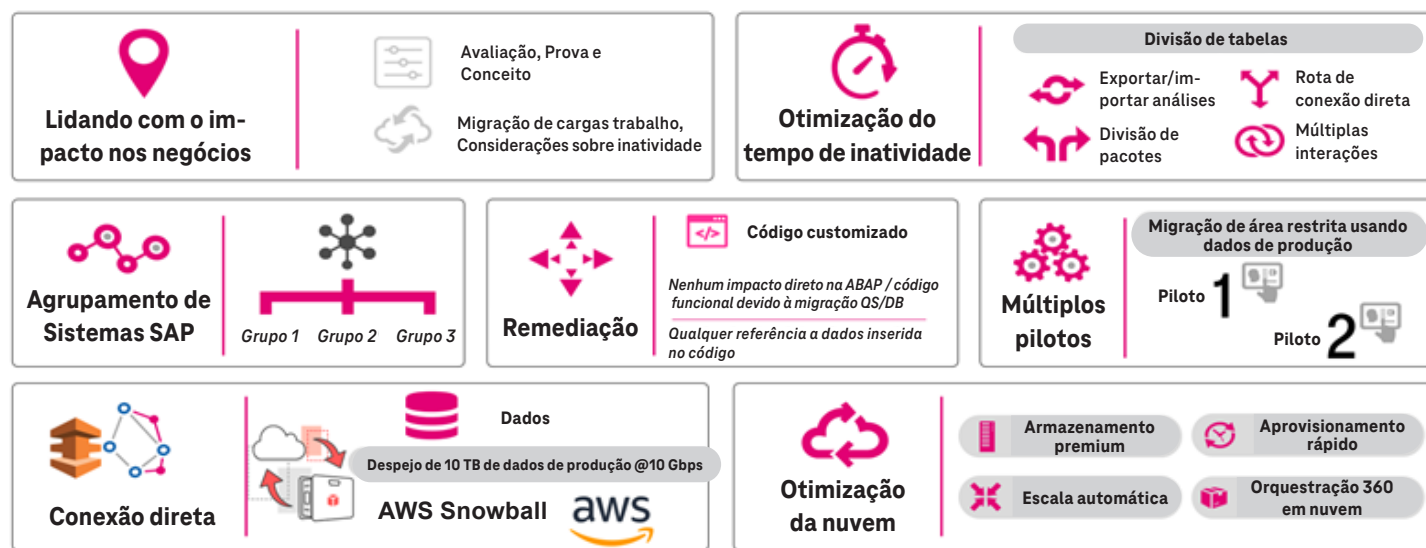 Lidando com o im-
pacto nos negócios
Avaliação, Prova e
Conceito
Migração de cargas trabalho,
Considerações sobre inatividade
Otimização do
tempo de inatividade
Divisão de tabelas
Exportar/im-
portar análises
Rota de
conexão direta
Divisão de
pacotes
Múltiplas
interações
Agrupamento de
Sistemas SAP
Grupo 1 Grupo 2 Grupo 3
Remediação
</>
Código customizado
Nenhum impacto direto na ABAP / código
funcional devido à migração OS/DB
Qualquer referência a dados inserida
no código
Múltiplos
pilotos
Migração de área restrita usando
dados de produção
Piloto 1
Piloto 2
Conexão direta
Dados
Despejo de 10 TB de dados de produção @10 Gbps
AWS Snowball
aws
Otimização
da nuvem
Armazenamento
premium
Aprovisionamento
rápido
Escala automática
Orquestração 360
em nuvem